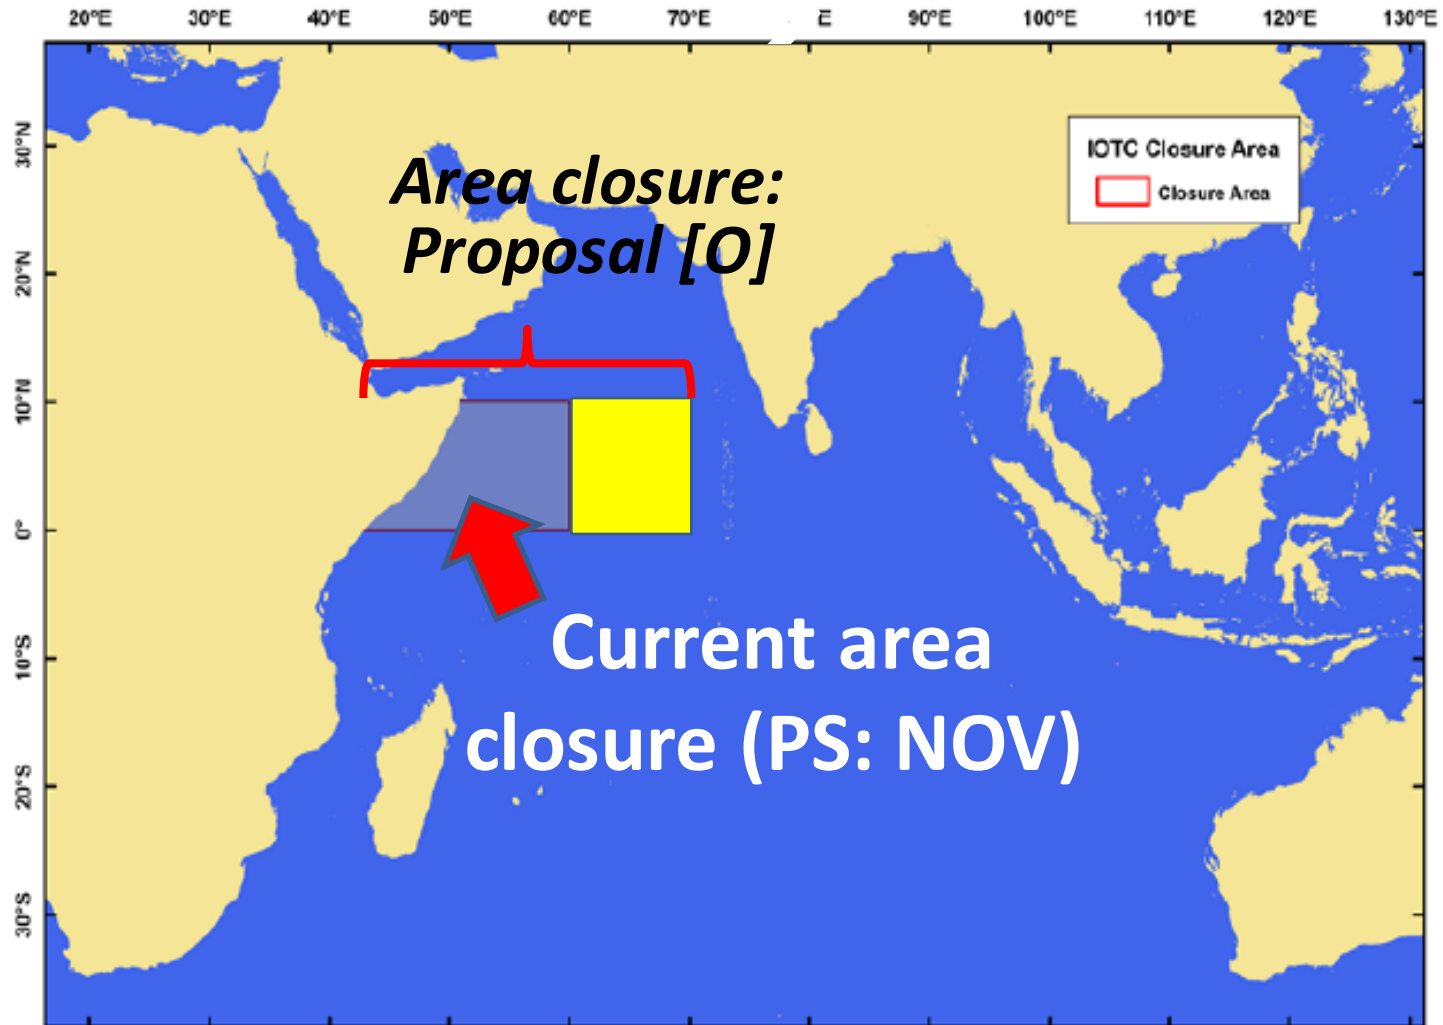 20°E 30°E 40°E 50°E 60°E 70°E E 90°E 100°E 110°E 120°E 130°E
30°N
20°N
10°N
0°
10°S
20°S
30°S
IOTC Closure Area
Closure Area
Area closure:
Proposal [O]
Current area
closure (PS: NOV)